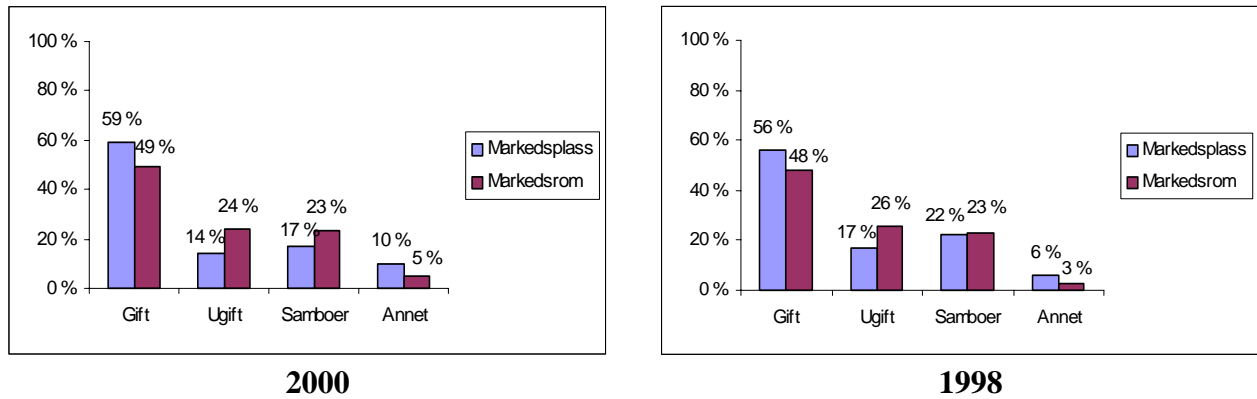 100 %
80 %
60 %
40 %
20 %
0 %
59 %
49 %
14 %
24 %
17 %
23 %
10 %
5 %
Gift
Ugift
Samboer
Annet
Markedsplass
Markedsrom
2000
100 %
80 %
60 %
40 %
20 %
0 %
56 %
48 %
17 %
26 %
22 %
23 %
6 %
3 %
Gift
Ugift
Samboer
Annet
Markedsplass
Markedsrom
1998